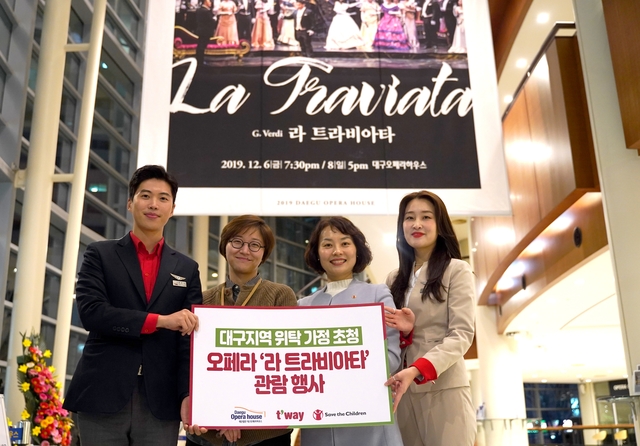 La Traviata
G. Verdi 라 트라비아타
2019. 12. 6|금| 7:30pm / 8|일| 5pm 대구오페라하우스
2019 DAEGU OPERA HOUSE
대구지역 위탁 가정 초청
오페라 ‘라 트라비아타’
관람 행사
Daegu Opera house t'way Save the Children